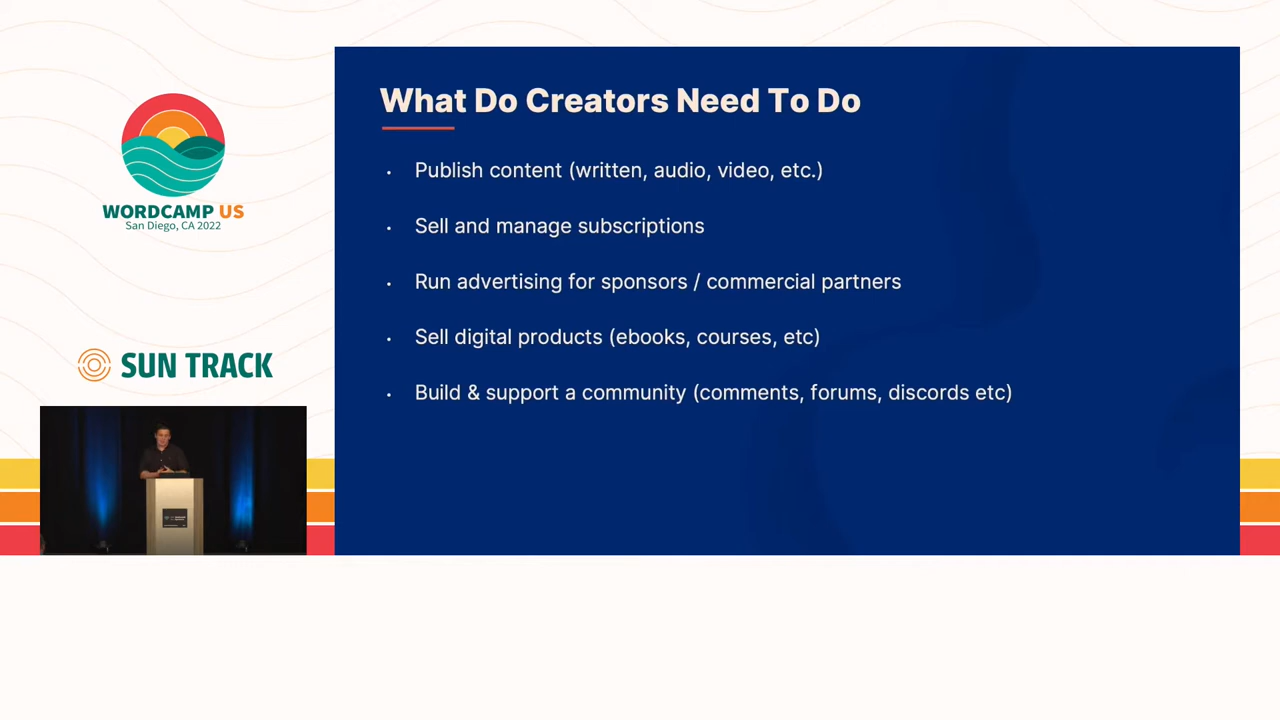 WORDCAMP US
San Diego, CA 2022
SUN TRACK
What Do Creators Need To Do
• Publish content (written, audio, video, etc.)
• Sell and manage subscriptions
• Run advertising for sponsors / commercial partners
• Sell digital products (ebooks, courses, etc)
• Build & support a community (comments, forums, discords etc)